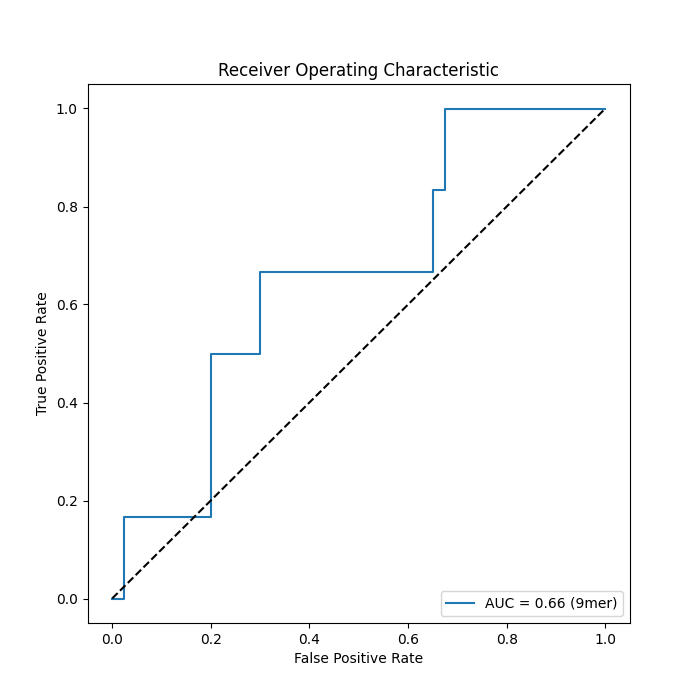 Receiver Operating Characteristic
1.0
0.8
0.6
0.4
0.2
0.0
True Positive Rate
AUC = 0.66 (9mer)
0.0 0.2 0.4 0.6 0.8 1.0
False Positive Rate